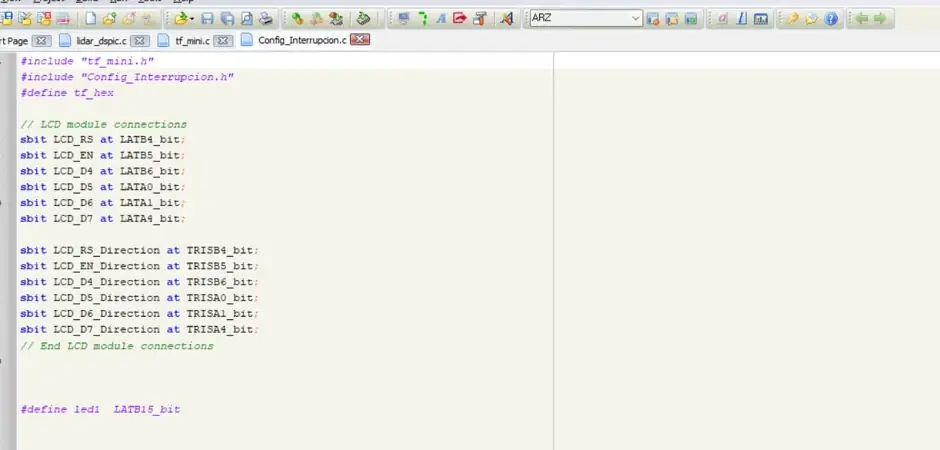 Help
ARZ
rt Page
lidar_dspic.c
tf_mini.c
Config_Interrupcion.c
#include "tf_mini.h"
#include "Config_Interrupcion.h"
#define tf_hex
// LCD module connections
sbit LCD_RS at LATB4_bit;
sbit LCD_EN at LATB5_bit;
sbit LCD_D4 at LATB6_bit;
sbit LCD_D5 at LATA0_bit;
sbit LCD_D6 at LATA1_bit;
sbit LCD_D7 at LATA4_bit;
sbit LCD_RS_Direction at TRISB4_bit;
sbit LCD_EN_Direction at TRISB5_bit;
sbit LCD_D4_Direction at TRISB6_bit;
sbit LCD_D5_Direction at TRISA0_bit;
sbit LCD_D6_Direction at TRISA1_bit;
sbit LCD_D7_Direction at TRISA4_bit;
// End LCD module connections
#define led1 LATB15_bit